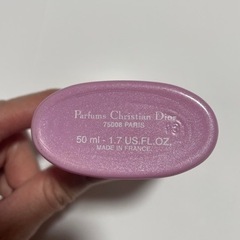 Parfums Christian Dior
75008 PARIS
50 ml - 1.7 US.FL.OZ.
MADE IN FRANCE